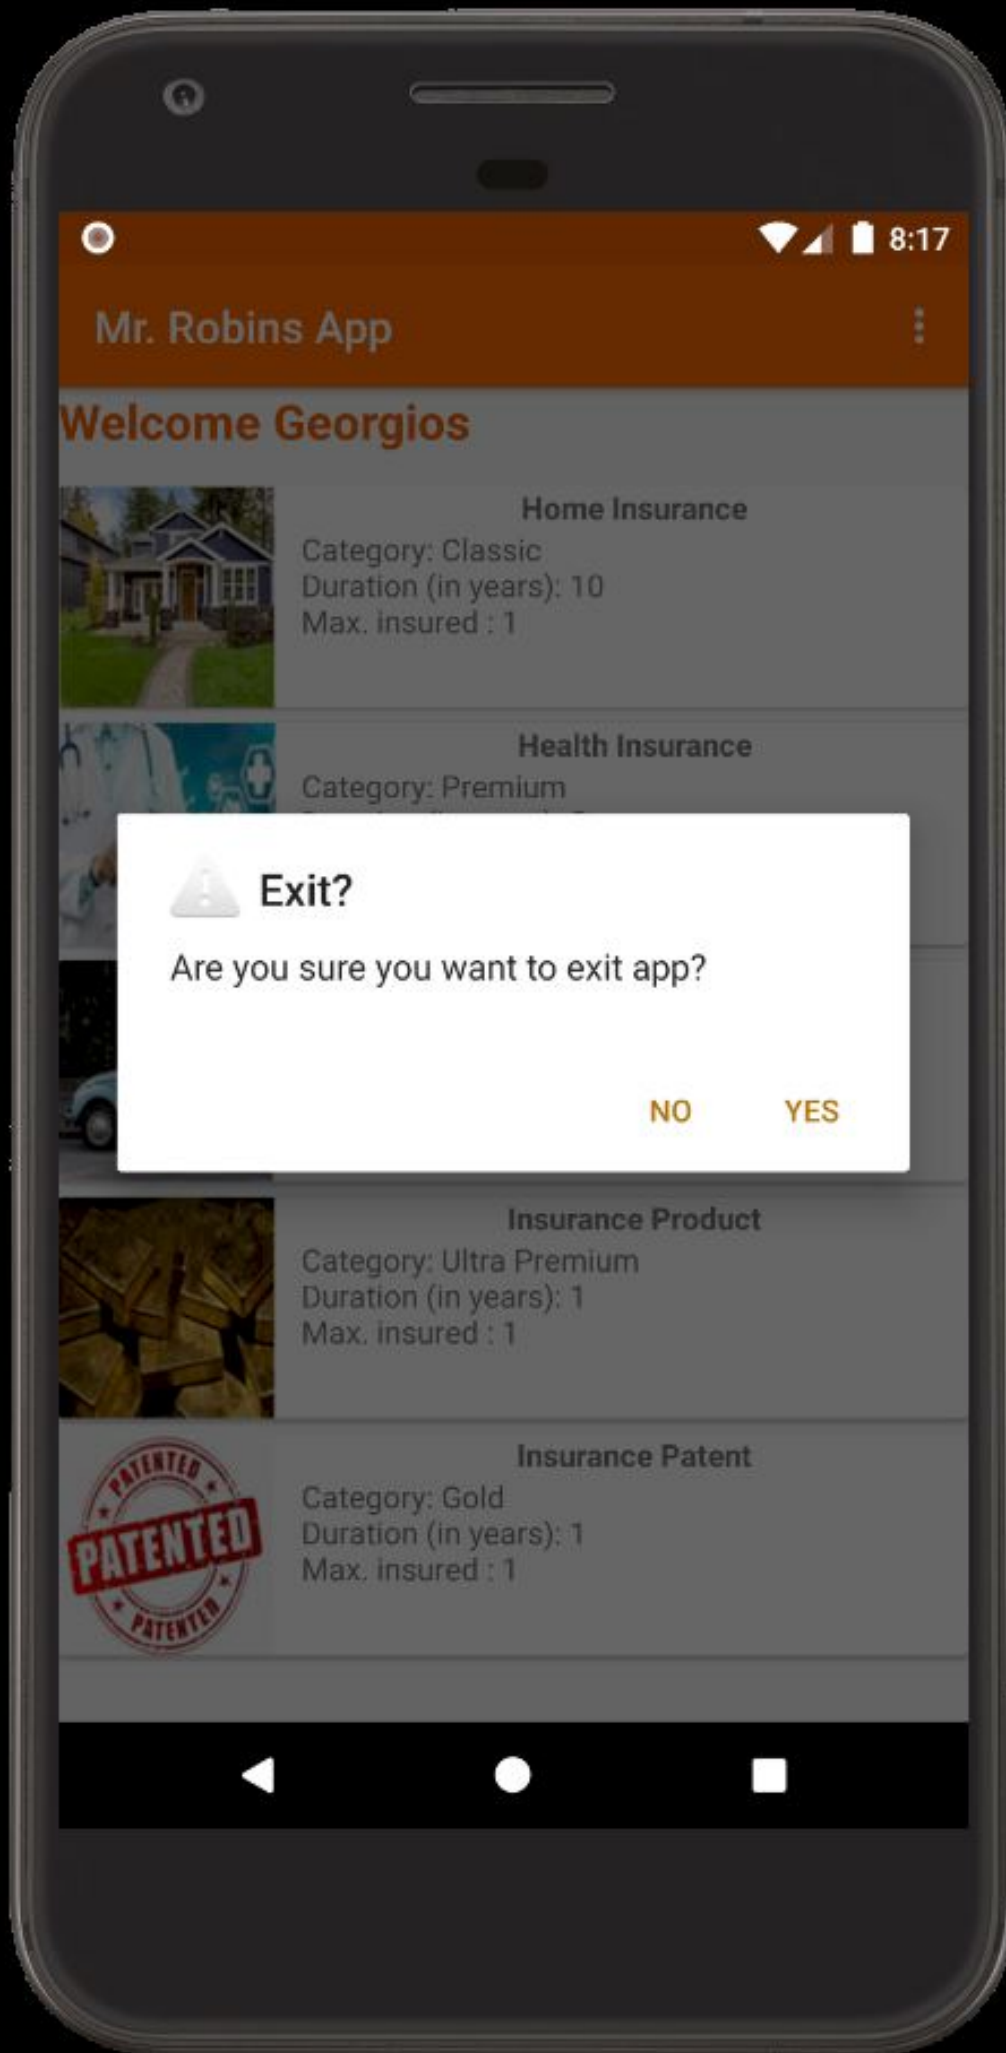 8:17
Mr. Robins App
Welcome Georgios
Home Insurance
Category: Classic
Duration (in years): 10
Max. insured : 1
Health Insurance
Category: Premium
Exit?
Are you sure you want to exit app?
NO YES
Insurance Product
Category: Ultra Premium
Duration (in years): 1
Max. insured : 1
PATENTED
PATENTED
PATENTED
Insurance Patent
Category: Gold
Duration (in years): 1
Max. insured : 1